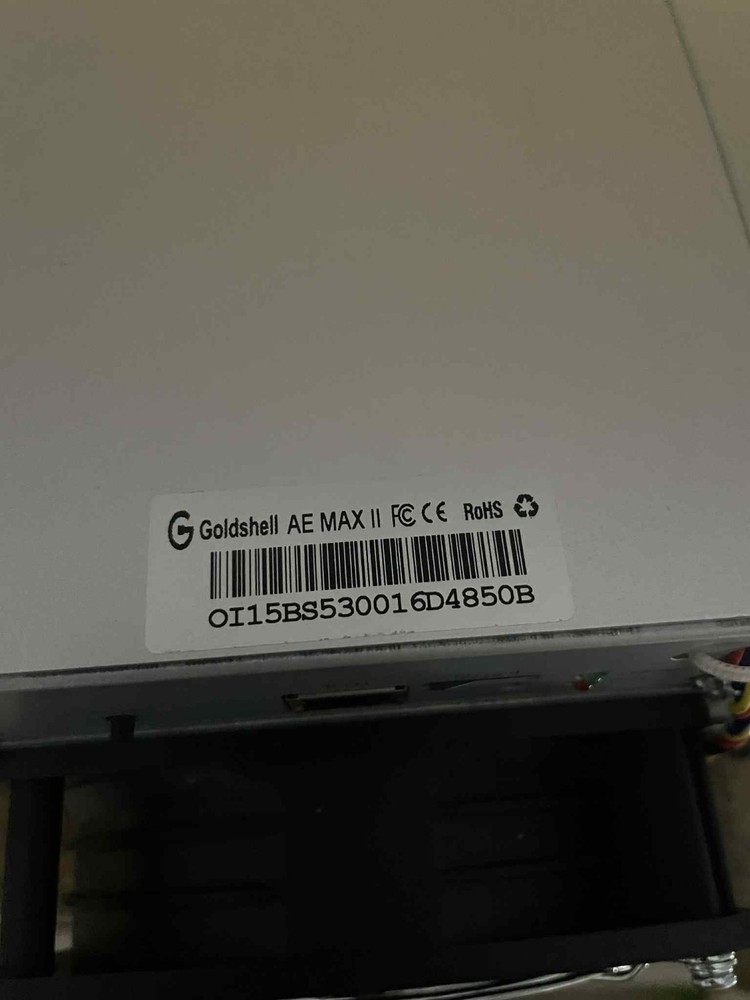 Goldshell AE MAX II FC CE RoHS
OI15BS530016D4850B